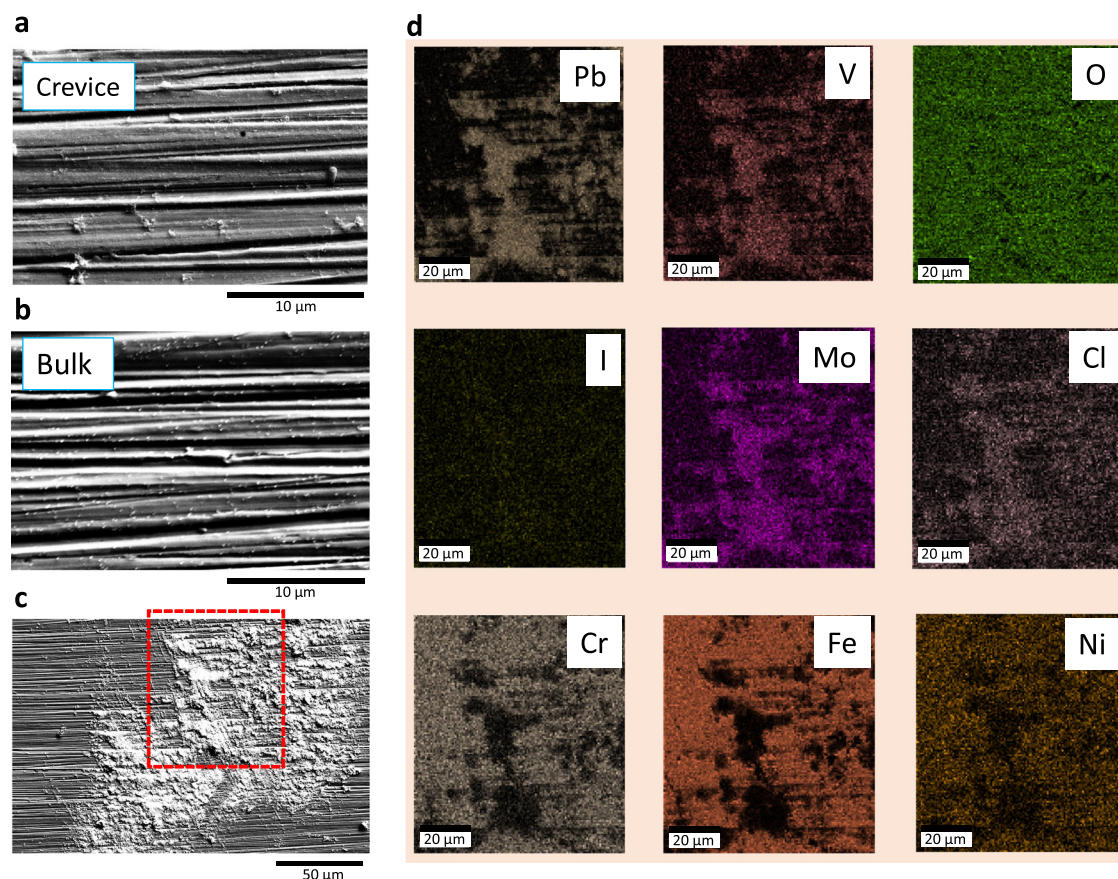 a
Crevice
10 µm
b
Bulk
10 µm
c
50 µm
d
Pb
20 µm
V
20 µm
O
20 µm
I
20 µm
Mo
20 µm
Cl
20 µm
Cr
20 µm
Fe
20 µm
Ni
20 µm